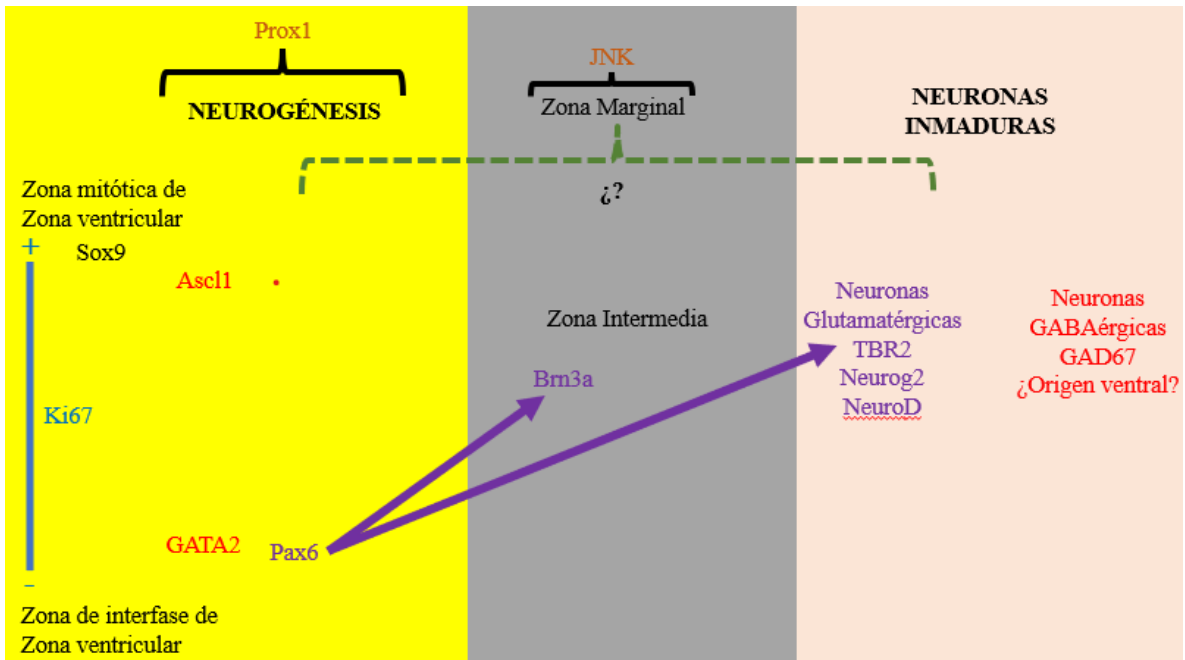 Prox1
NEUROGÉNESIS
Zona mitótica de
Zona ventricular
+
Sox9
Ascl1
Ki67
GATA2
Pax6
-
Zona de interfase de
Zona ventricular
JNK
Zona Marginal
¿?
Zona Intermedia
Brn3a
NEURONAS
INMADURAS
Neuronas
Glutamatérgicas
TBR2
Neurog2
NeuroD
Neuronas
GABAérgicas
GAD67
¿Origen ventral?